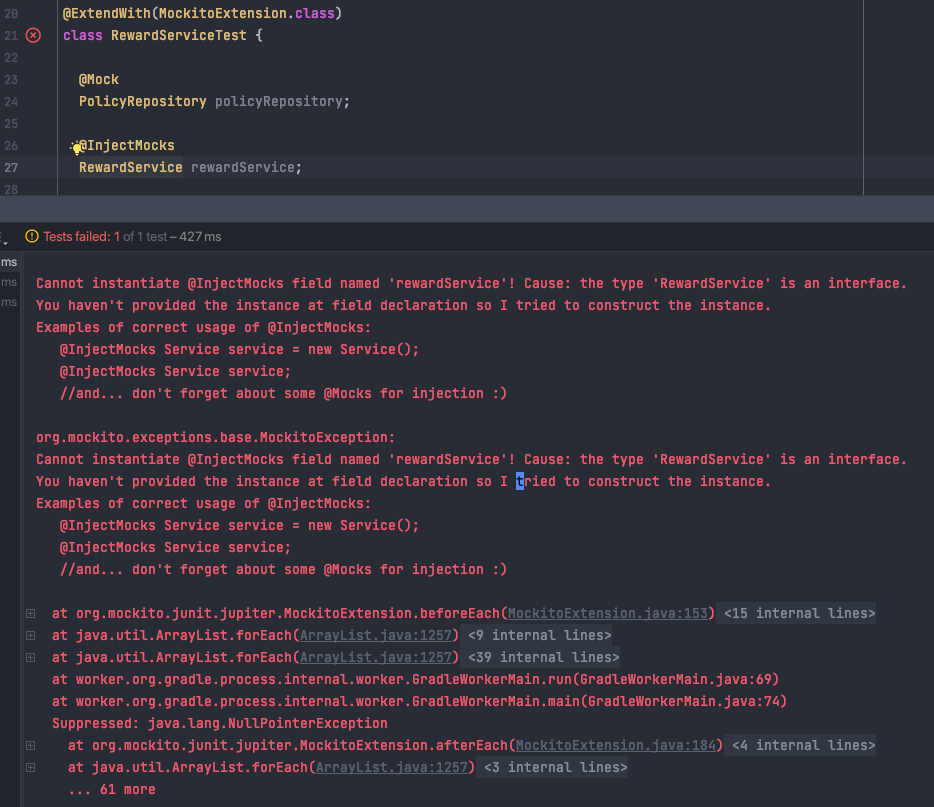 20 @ExtendWith(MockitoExtension.class)
21 class RewardServiceTest {
22
23 @Mock
24 PolicyRepository policyRepository;
25
26 @InjectMocks
27 RewardService rewardService;
28
Tests failed: 1 of 1 test – 427 ms
ms
ms
ms
Cannot instantiate @InjectMocks field named 'rewardService'! Cause: the type 'RewardService' is an interface.
You haven't provided the instance at field declaration so I tried to construct the instance.
Examples of correct usage of @InjectMocks:
@InjectMocks Service service = new Service();
@InjectMocks Service service;
//and... don't forget about some @Mocks for injection :)
org.mockito.exceptions.base.MockitoException:
Cannot instantiate @InjectMocks field named 'rewardService'! Cause: the type 'RewardService' is an interface.
You haven't provided the instance at field declaration so I tried to construct the instance.
Examples of correct usage of @InjectMocks:
@InjectMocks Service service = new Service();
@InjectMocks Service service;
//and... don't forget about some @Mocks for injection :)
at org.mockito.junit.jupiter.MockitoExtension.beforeEach(MockitoExtension.java:153) <15 internal lines>
at java.util.ArrayList.forEach(ArrayList.java:1257) <9 internal lines>
at java.util.ArrayList.forEach(ArrayList.java:1257) <39 internal lines>
at worker.org.gradle.process.internal.worker.GradleWorkerMain.run(GradleWorkerMain.java:69)
at worker.org.gradle.process.internal.worker.GradleWorkerMain.main(GradleWorkerMain.java:74)
Suppressed: java.lang.NullPointerException
at org.mockito.junit.jupiter.MockitoExtension.afterEach(MockitoExtension.java:184) <4 internal lines>
at java.util.ArrayList.forEach(ArrayList.java:1257) <3 internal lines>
... 61 more